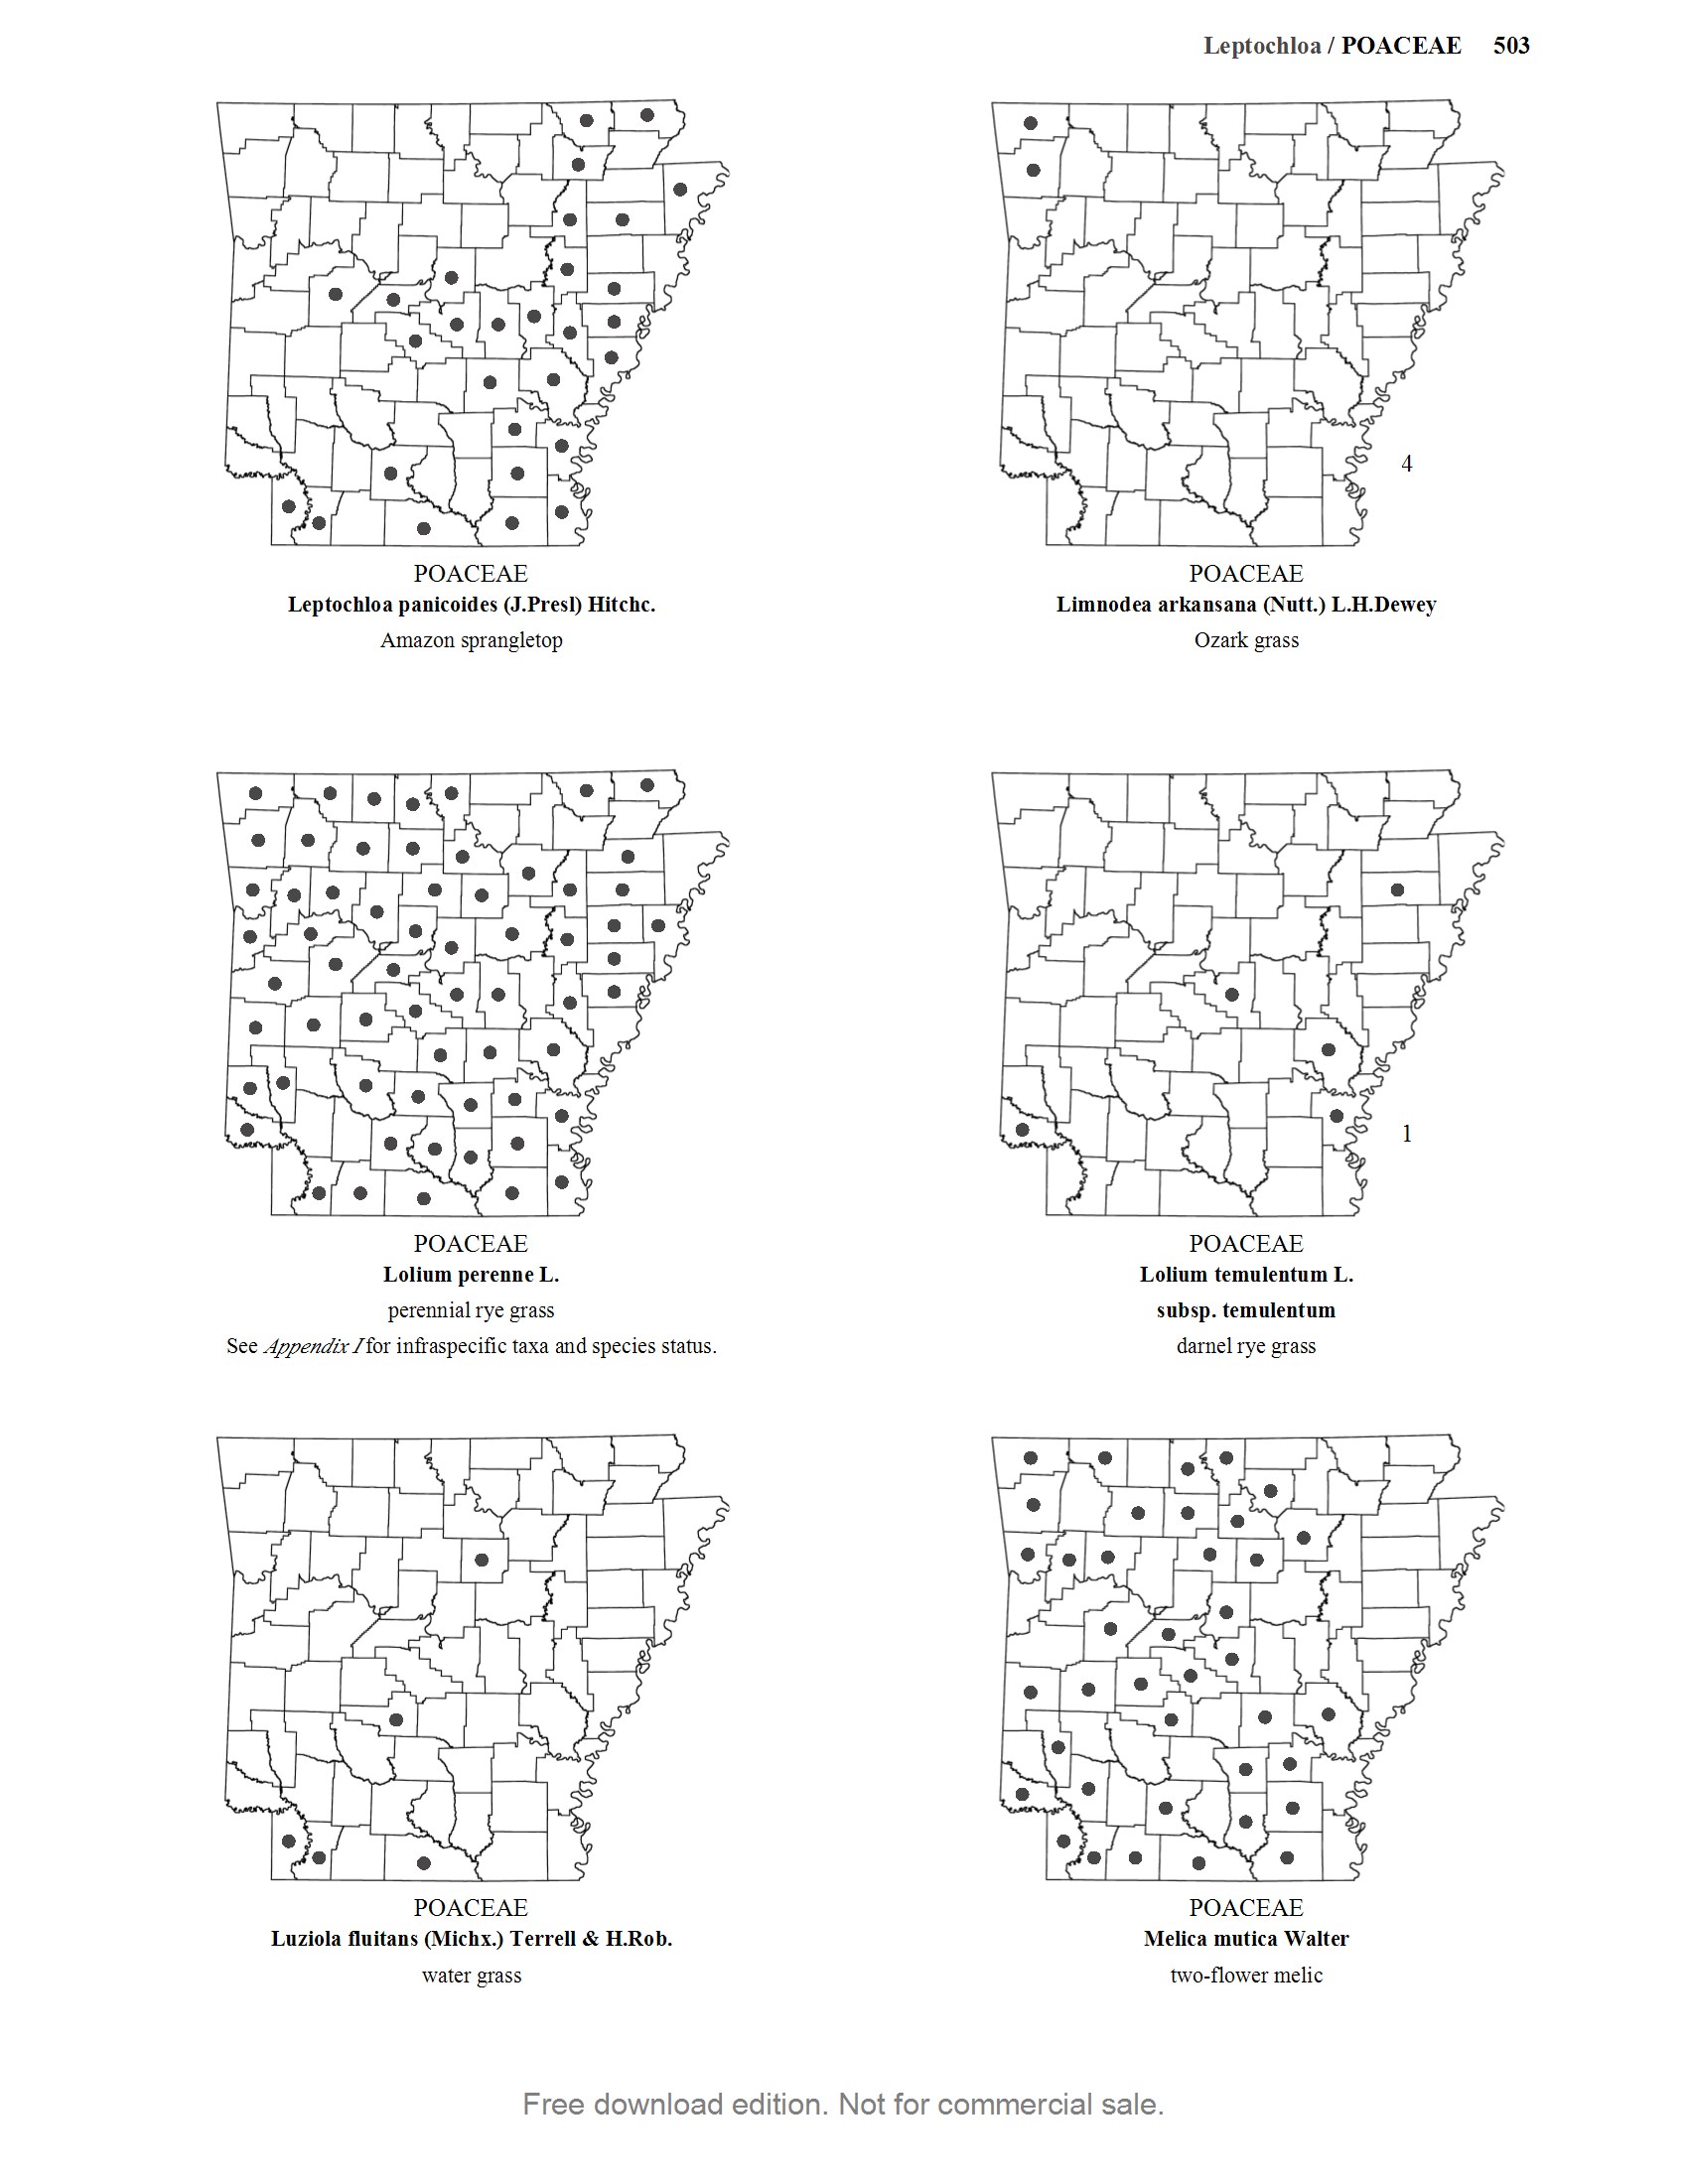 Leptochloa / POACEAE 503
4
POACEAE
Leptochloa panicoides (J.Presl) Hitchc.
Amazon sprangletop
POACEAE
Limnodea arkansana (Nutt.) L.H.Dewey
Ozark grass
1
POACEAE
Lolium perenne L.
perennial rye grass
See Appendix I for infraspecific taxa and species status.
POACEAE
Lolium temulentum L.
subsp. temulentum
darnel rye grass
POACEAE
Luziola fluitans (Michx.) Terrell & H.Rob.
water grass
POACEAE
Melica mutica Walter
two-flower melic
Free download edition. Not for commercial sale.